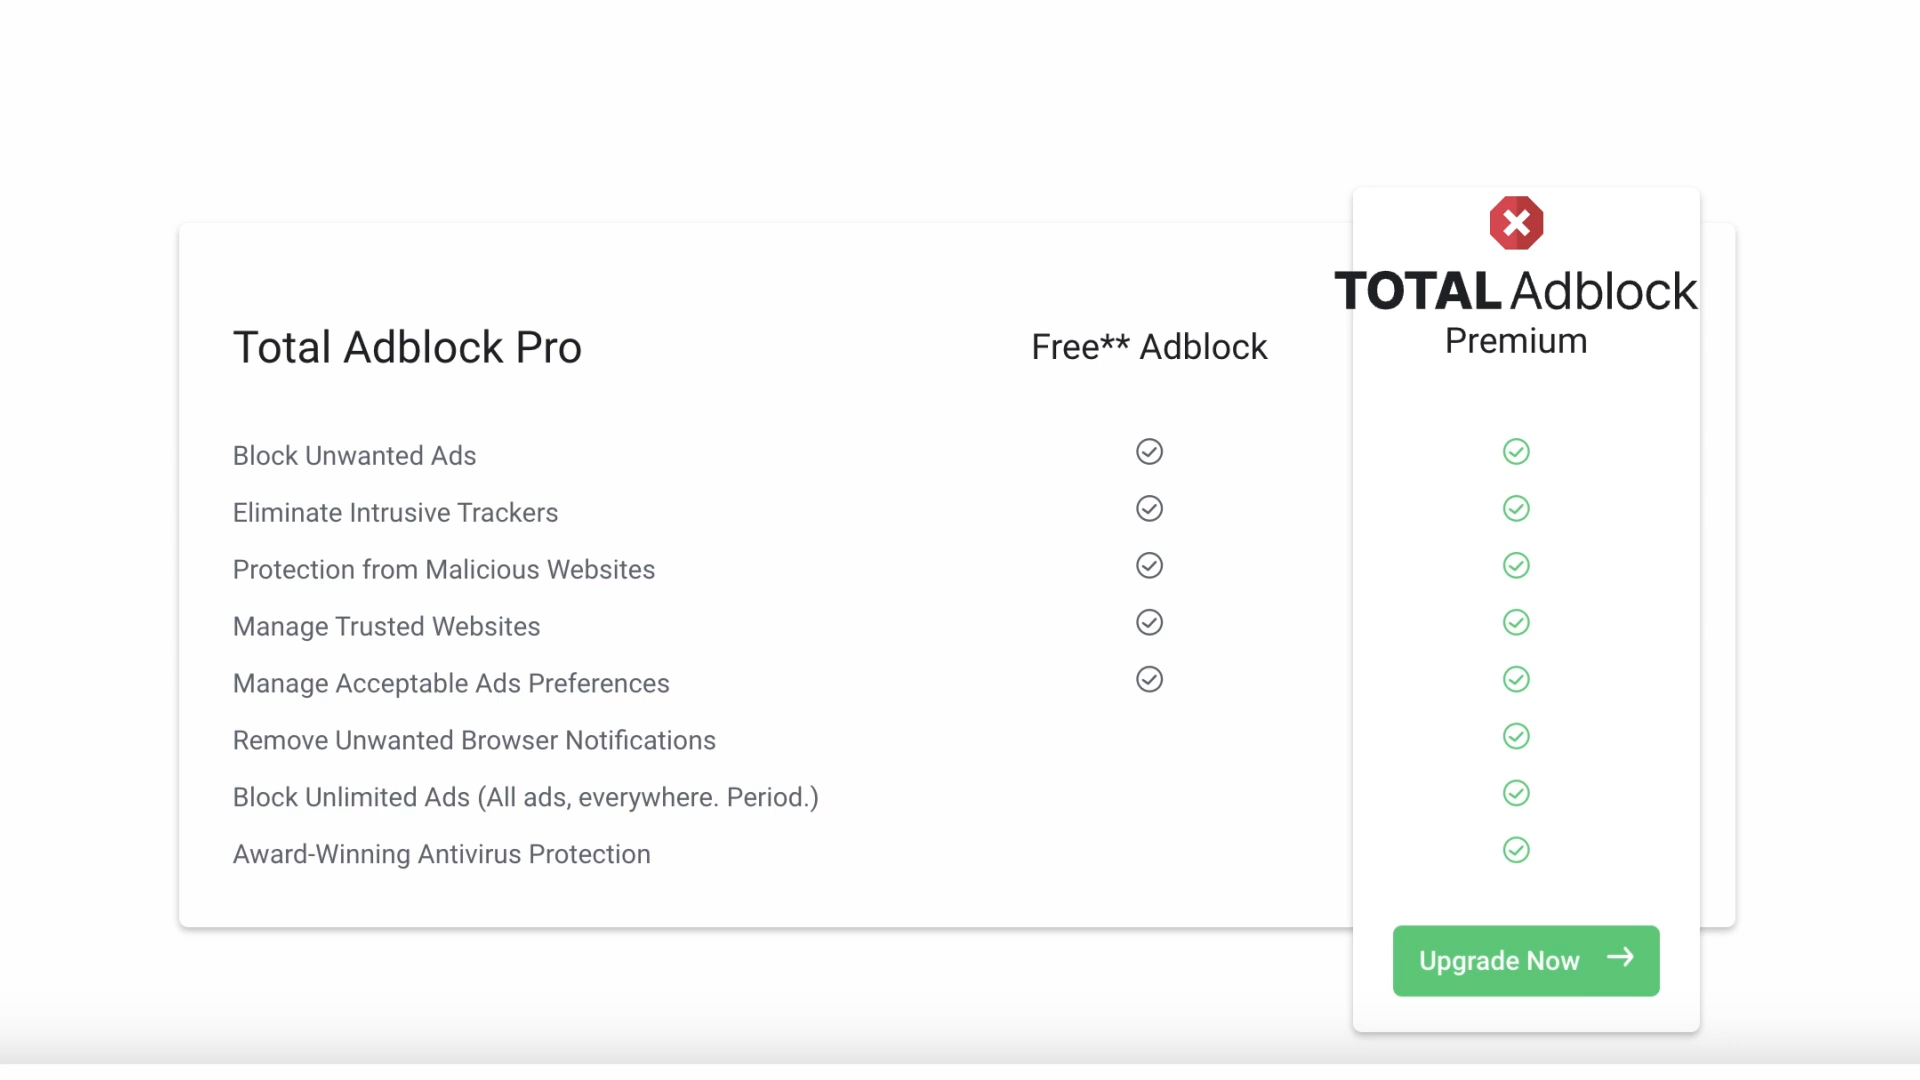 TOTAL Adblock
Total Adblock Pro
Free** Adblock
Premium
Block Unwanted Ads
Eliminate Intrusive Trackers
Protection from Malicious Websites
Manage Trusted Websites
Manage Acceptable Ads Preferences
Remove Unwanted Browser Notifications
Block Unlimited Ads (All ads, everywhere. Period.)
Award-Winning Antivirus Protection
Upgrade Now